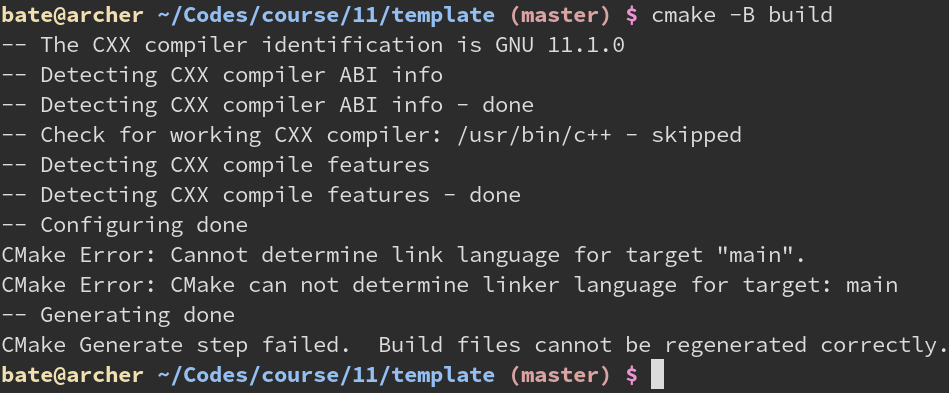 bate@archer ~/Codes/course/11/template (master) $ cmake -B build
-- The CXX compiler identification is GNU 11.1.0
-- Detecting CXX compiler ABI info
-- Detecting CXX compiler ABI info - done
-- Check for working CXX compiler: /usr/bin/c++ - skipped
-- Detecting CXX compile features
-- Detecting CXX compile features - done
-- Configuring done
CMake Error: Cannot determine link language for target "main".
CMake Error: CMake can not determine linker language for target: main
-- Generating done
CMake Generate step failed.  Build files cannot be regenerated correctly.
bate@archer ~/Codes/course/11/template (master) $